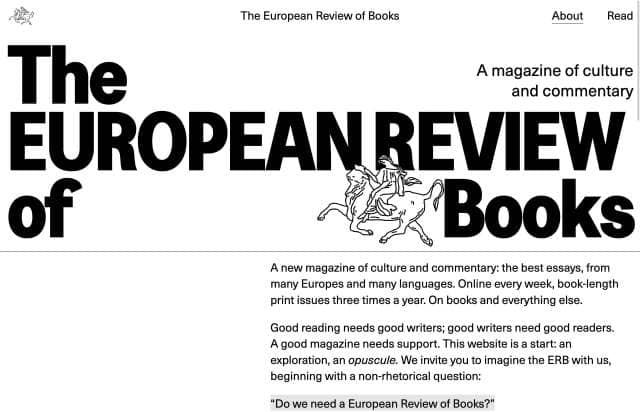 The European Review of Books
About
Read
The
A magazine of culture
and commentary
EUROPEAN REVIEW
of Books
A new magazine of culture and commentary: the best essays, from
many Europes and many languages. Online every week, book-length
print issues three times a year. On books and everything else.
Good reading needs good writers; good writers need good readers.
A good magazine needs support. This website is a start: an
exploration, an opuscule. We invite you to imagine the ERB with us,
beginning with a non-rhetorical question:
“Do we need a European Review of Books?”